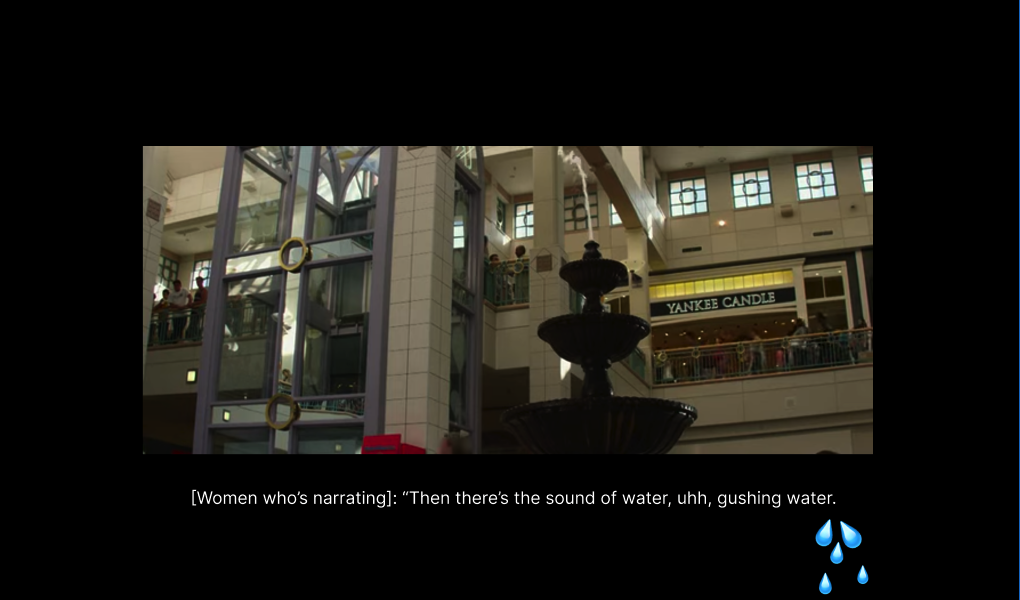 YANKEE CANDLE
[Women who's narrating]: “Then there's the sound of water, uhh, gushing water.